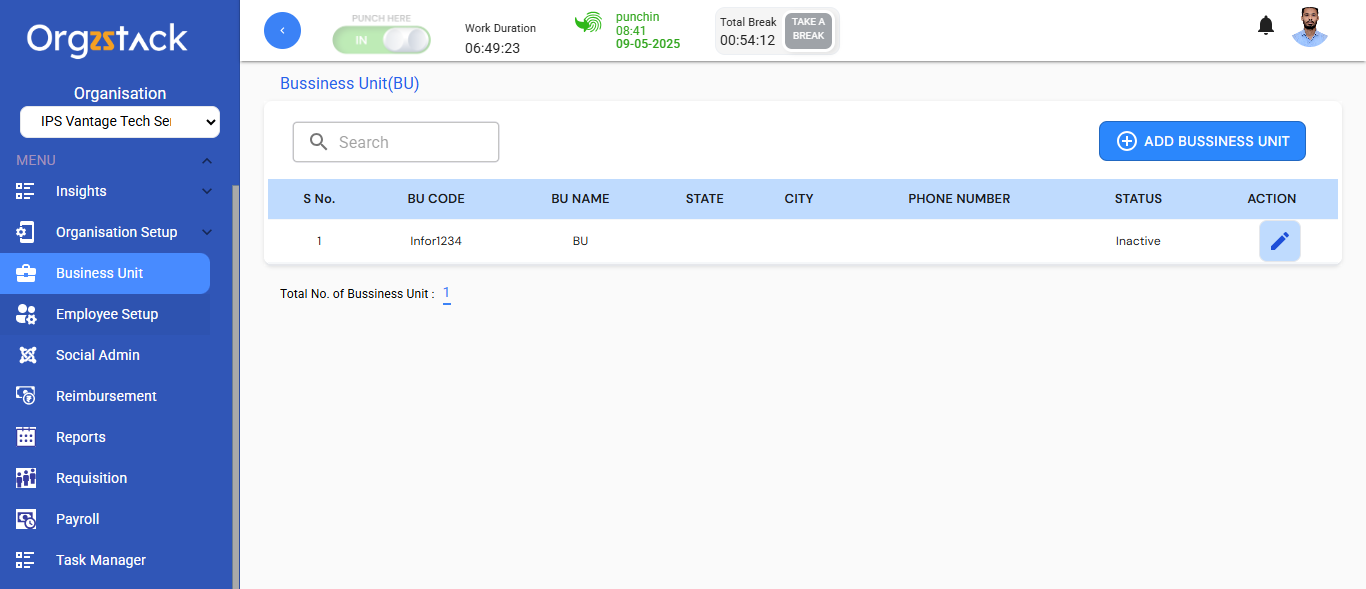 Orgzstack
Organisation
IPS Vantage Tech Ser
MENU
Insights
Organisation Setup
Business Unit
Employee Setup
Social Admin
Reimbursement
Reports
Requisition
Payroll
Task Manager
PUNCH HERE
IN
Work Duration
06:49:23
punchin
08:41
09-05-2025
Total Break
00:54:12
TAKE A
BREAK
Bussiness Unit(BU)
Search
ADD BUSSINESS UNIT
S No. BU CODE BU NAME STATE CITY PHONE NUMBER STATUS ACTION
1 Infor1234 BU Inactive
Total No. of Bussiness Unit : 1